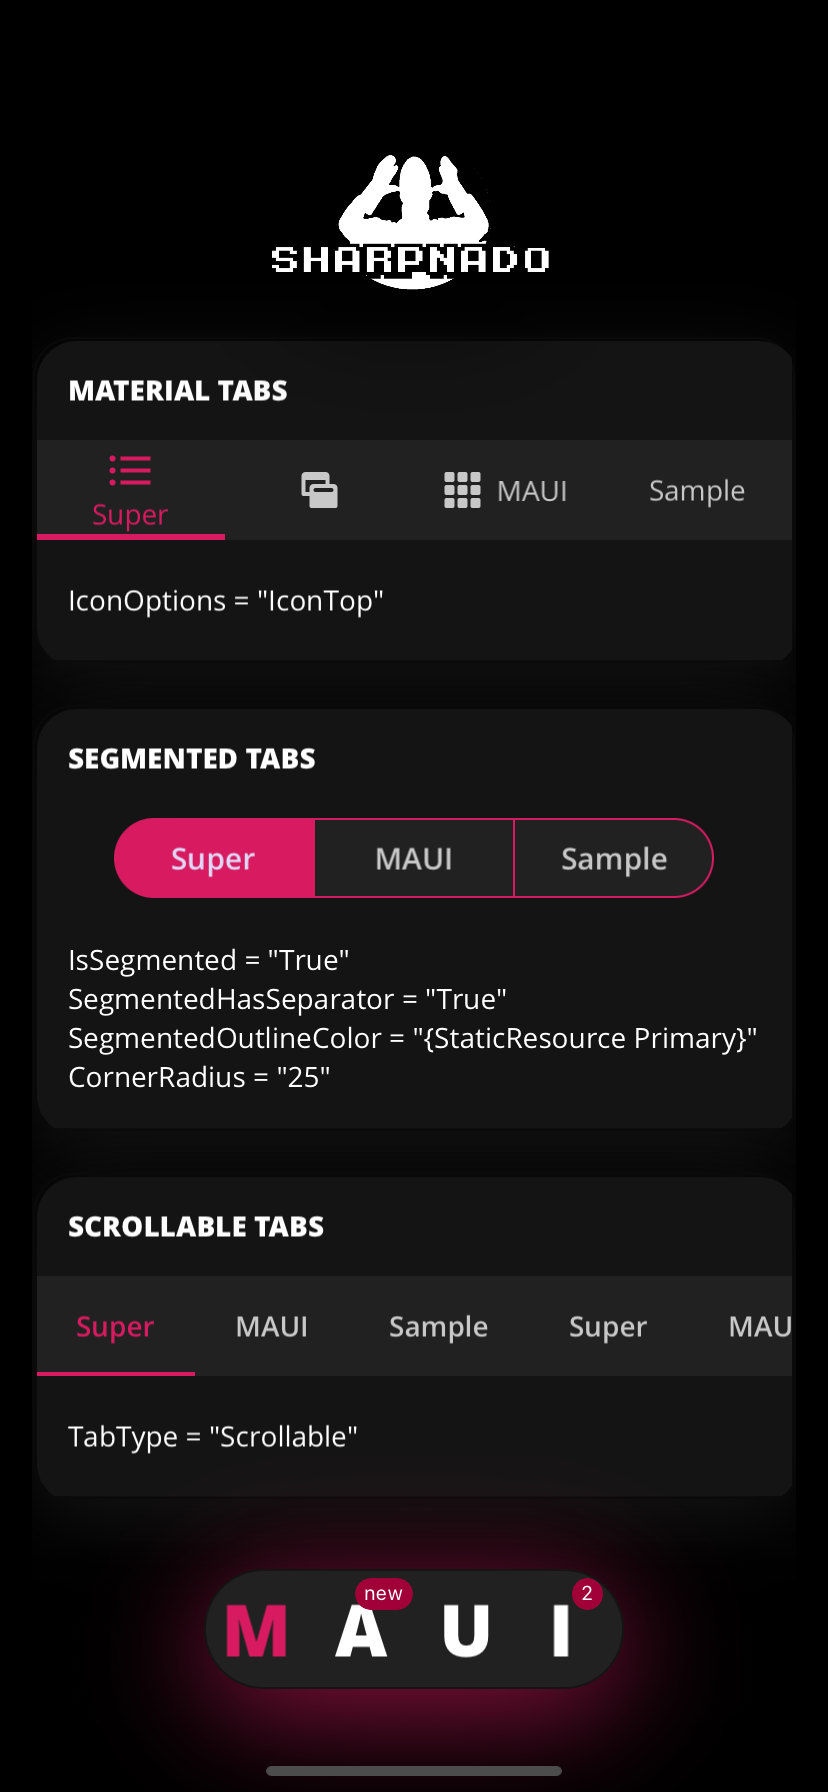 SHARPNADO
MATERIAL TABS
Super
MAUI
Sample
IconOptions = "IconTop"
SEGMENTED TABS
Super MAUI Sample
IsSegmented = "True"
SegmentedHasSeparator = "True"
SegmentedOutlineColor = "{StaticResource Primary}"
CornerRadius = "25"
SCROLLABLE TABS
Super MAUI Sample Super MAU
TabType = "Scrollable"
new 2
M A U I